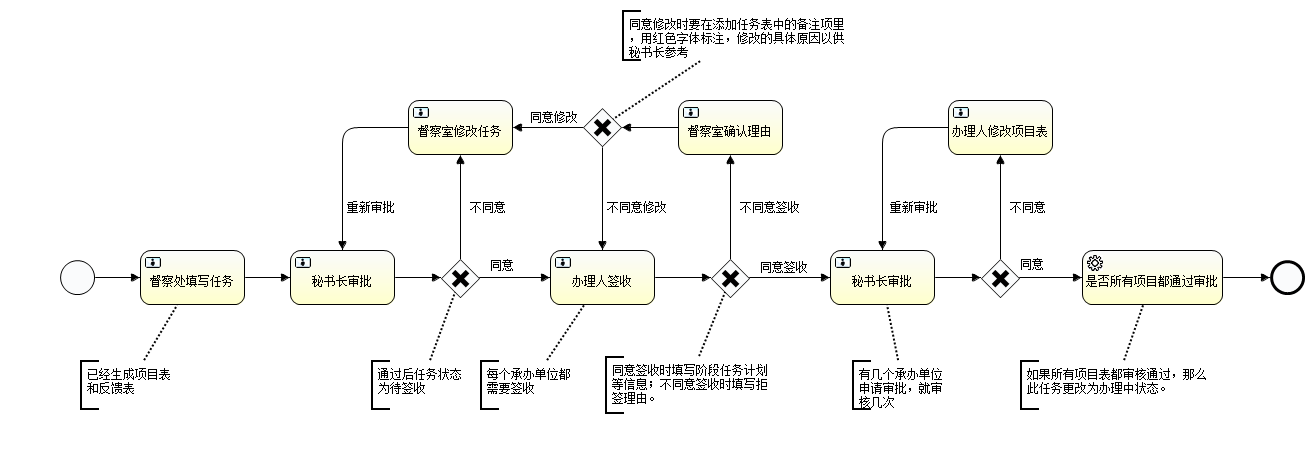 同意修改时要在添加任务表中的备注项里
，用红色字体标注，修改的具体原因以供
秘书长参考
督察室修改任务
同意修改
督察室确认理由
办理人修改项目表
重新审批
不同意
不同意修改
不同意签收
重新审批
不同意
督察处填写任务
秘书长审批
同意
办理人签收
同意签收
秘书长审批
同意
是否所有项目都通过审批
已经生成项目表
和反馈表
通过后任务状态
为待签收
每个承办单位都
需要签收
同意签收时填写阶段任务计划
等信息；不同意签收时填写拒
签理由。
有几个承办单位
申请审批，就审
核几次
如果所有项目表都审核通过，那么
此任务更改为办理中状态。